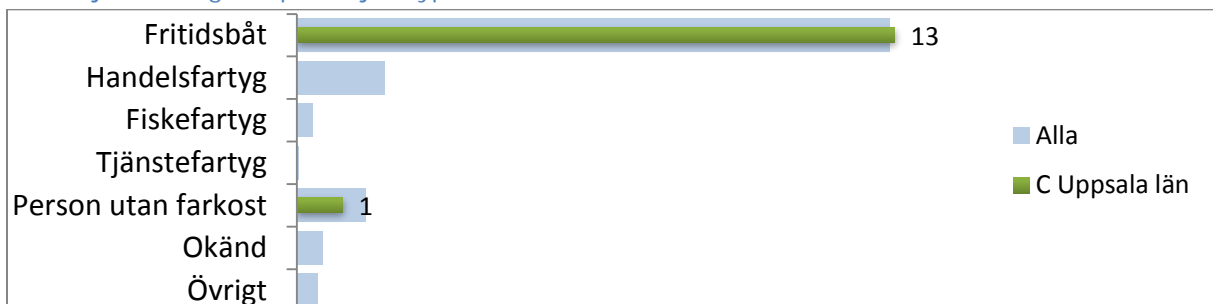 Fritidsbåt
13
Handelsfartyg
Fiskefartyg
Tjänstefartyg
Person utan farkost
1
Okänd
Övrigt
Alla
C Uppsala län